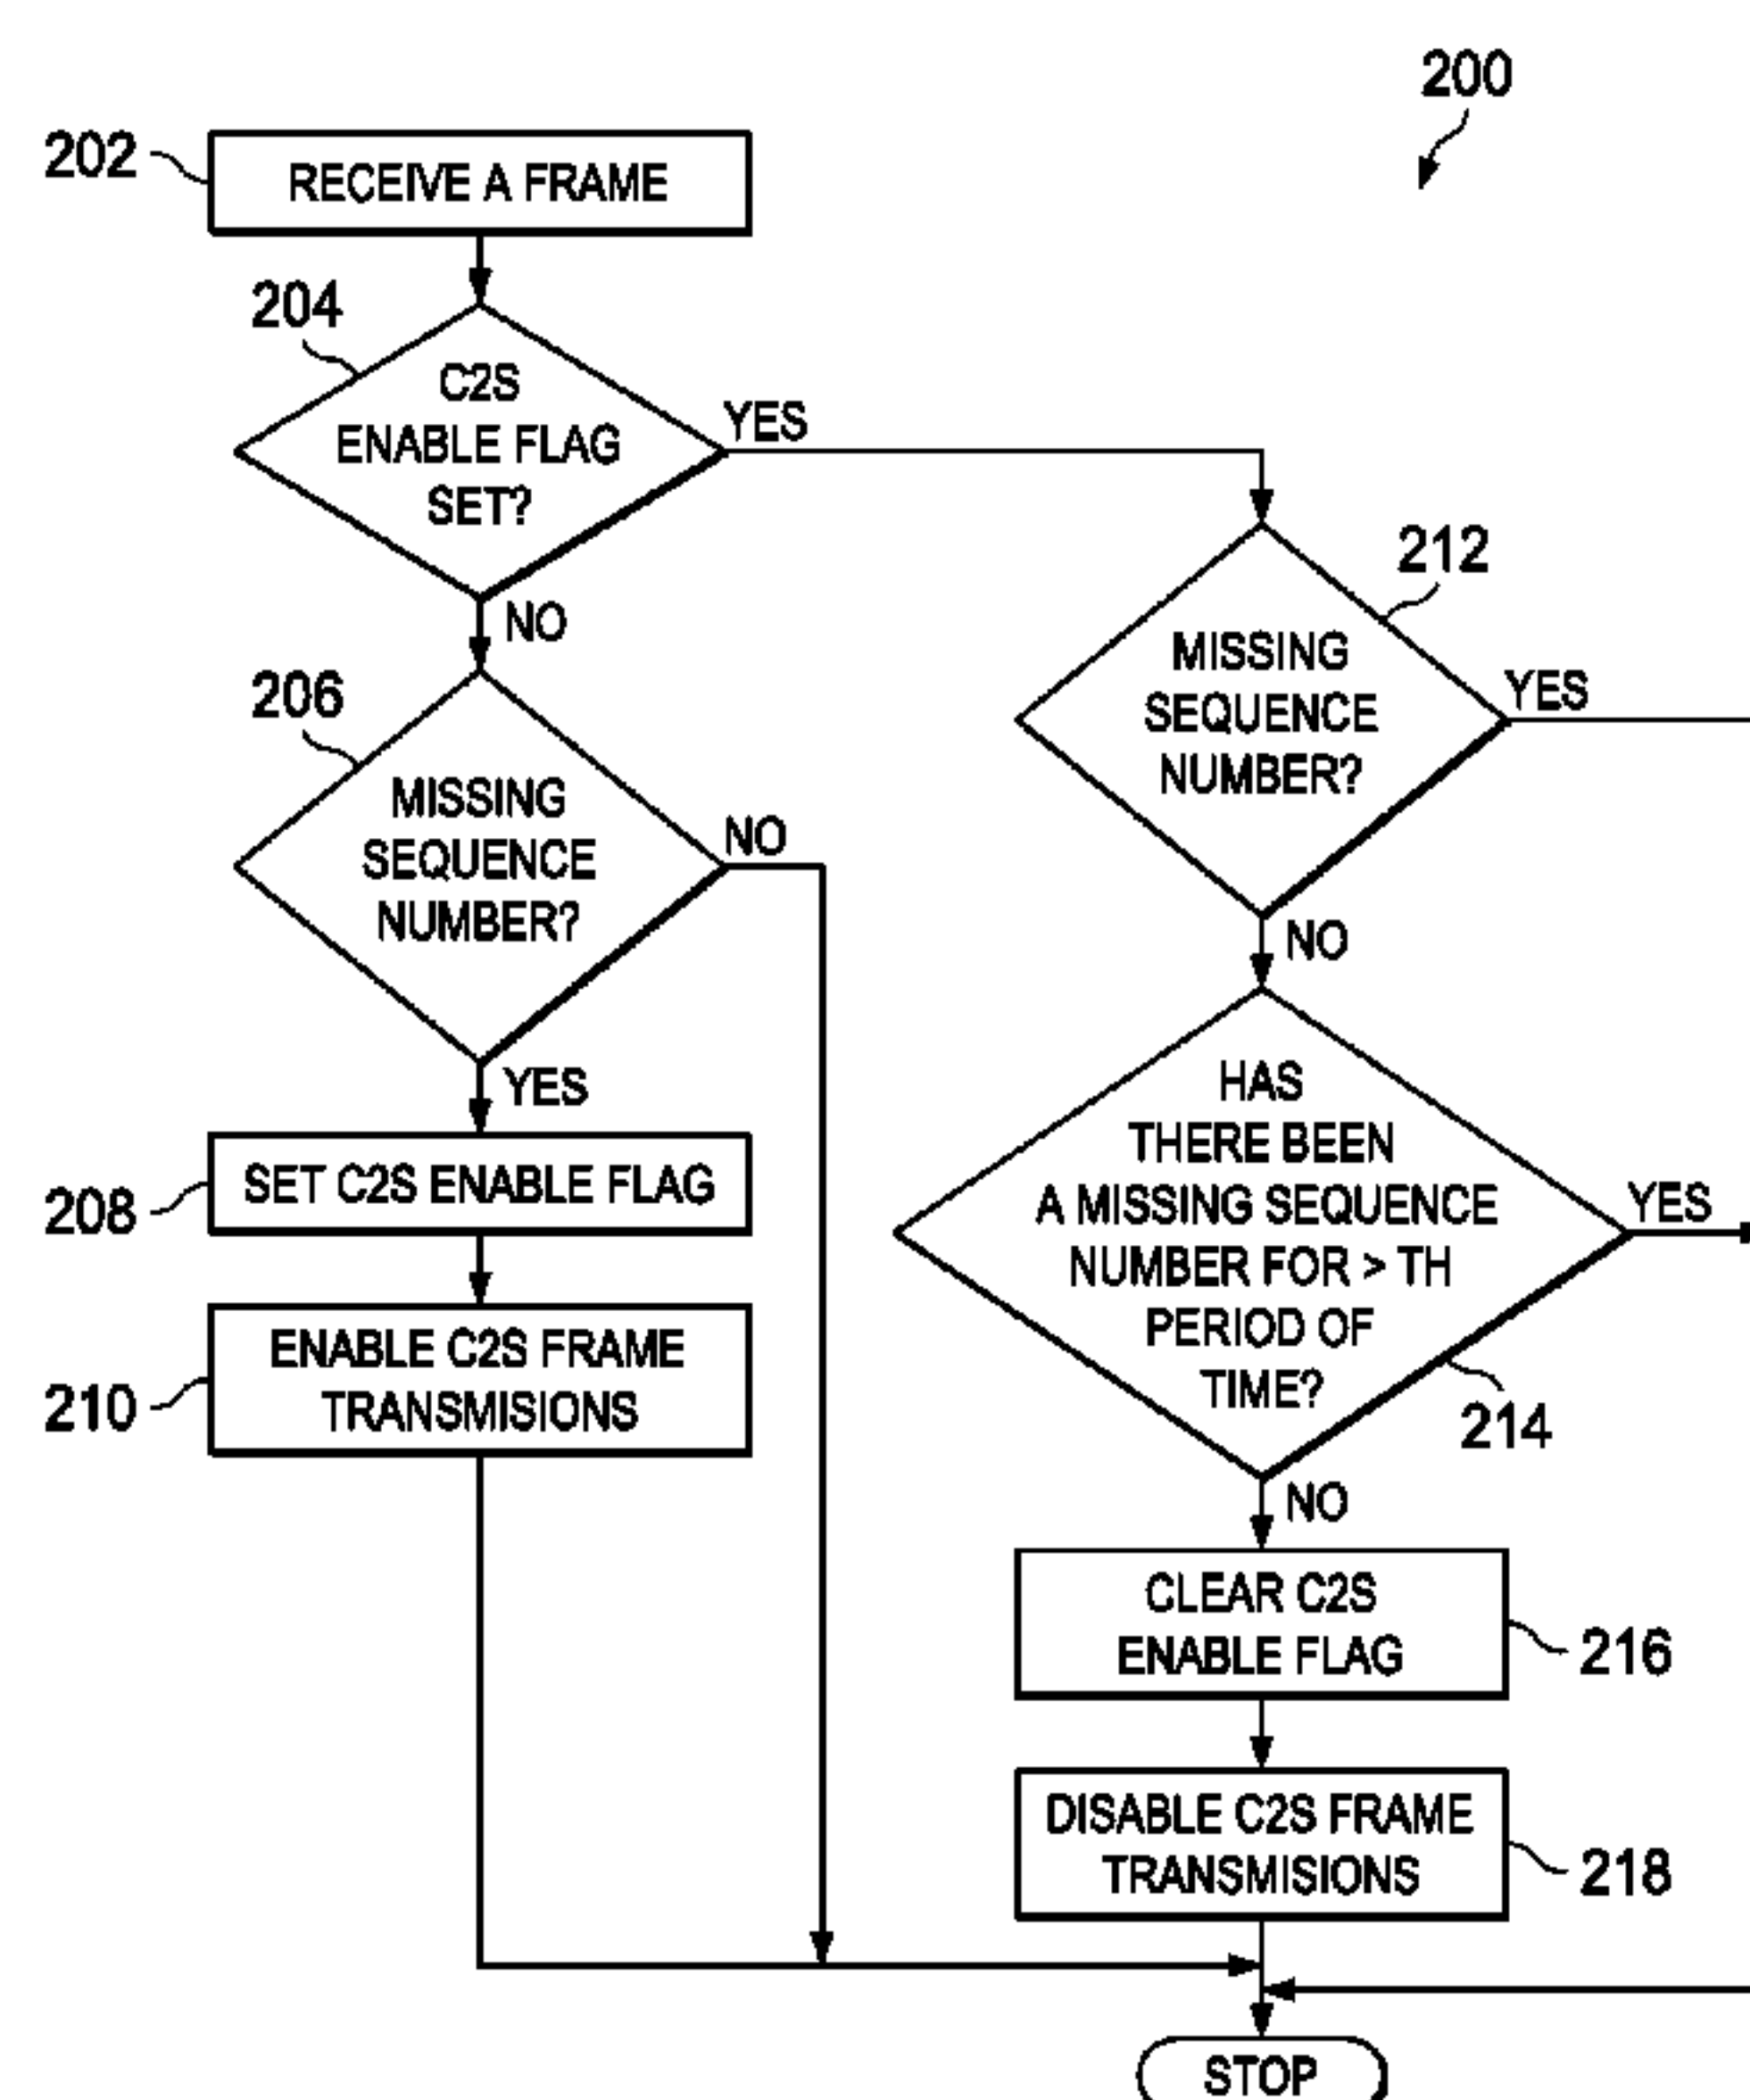 200
202
RECEIVE A FRAME
204
C2S
ENABLE FLAG
SET?
YES
NO
206
MISSING
SEQUENCE
NUMBER?
NO
YES
208
SET C2S ENABLE FLAG
210
ENABLE C2S FRAME
TRANSMISIONS
212
MISSING
SEQUENCE
NUMBER?
YES
NO
HAS
THERE BEEN
A MISSING SEQUENCE
NUMBER FOR > TH
PERIOD OF
TIME?
YES
214
NO
CLEAR C2S
ENABLE FLAG
216
DISABLE C2S FRAME
TRANSMISIONS
218
STOP